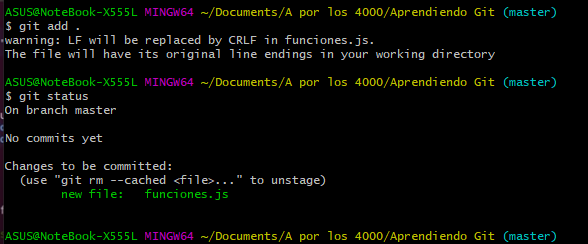 ASUS@NoteBook-X555L MINGW64 ~/Documents/A por los 4000/Aprendiendo Git (master)
$ git add .
warning: LF will be replaced by CRLF in funciones.js.
The file will have its original line endings in your working directory
ASUS@NoteBook-X555L MINGW64 ~/Documents/A por los 4000/Aprendiendo Git (master)
$ git status
On branch master
No commits yet
Changes to be committed:
(use "git rm --cached <file>..." to unstage)
new file:   funciones.js
ASUS@NoteBook-X555L MINGW64 ~/Documents/A por los 4000/Aprendiendo Git (master)